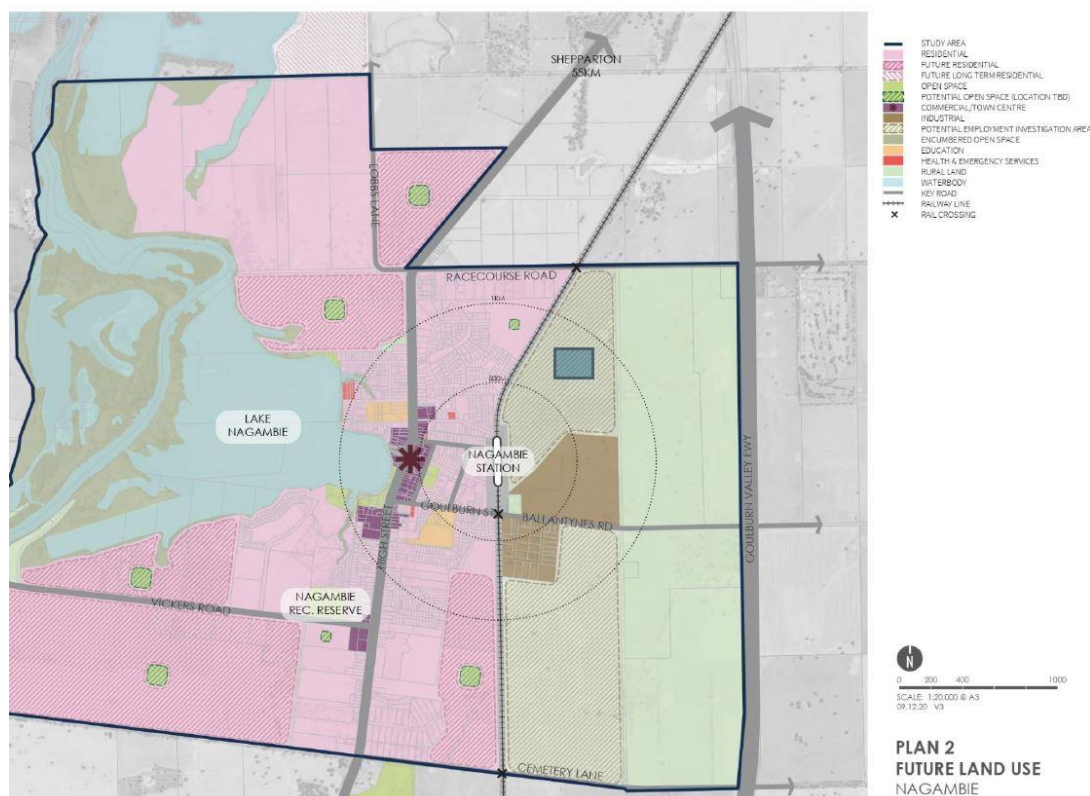 SHEPPARTON
55KM
LOBBS LANE
RACECOURSE ROAD
1KM
LAKE
NAGAMBIE
NAGAMBIE
STATION
GOULBURN ST
BALLANTYNES RD
HIGH STREET
GOULBURN VALLEY FWY
NAGAMBIE
REC. RESERVE
VICKERS ROAD
CEMETERY LANE
STUDY AREA
RESIDENTIAL
FUTURE RESIDENTIAL
FUTURE LONG TERM RESIDENTIAL
OPEN SPACE
POTENTIAL OPEN SPACE (LOCATION TBD)
COMMERCIAL/TOWN CENTRE
INDUSTRIAL
POTENTIAL EMPLOYMENT INVESTIGATION AREA
ENCUMBERED OPEN SPACE
EDUCATION
HEALTH & EMERGENCY SERVICES
RURAL LAND
WATERBODY
KEY ROAD
RAILWAY LINE
RAIL CROSSING
N
0 200 400 1000
SCALE: 1:20,000 @ A3
09.12.20 V3
PLAN 2
FUTURE LAND USE
NAGAMBIE